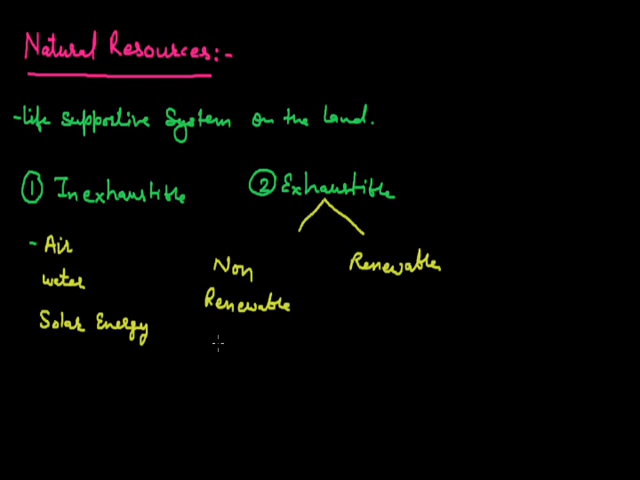 Natural Resources:-
-life supportive System on the Land.
① Inexhaustible
② Exhaustible
- Air
water
Solar Energy
Non
Renewable
Renewable